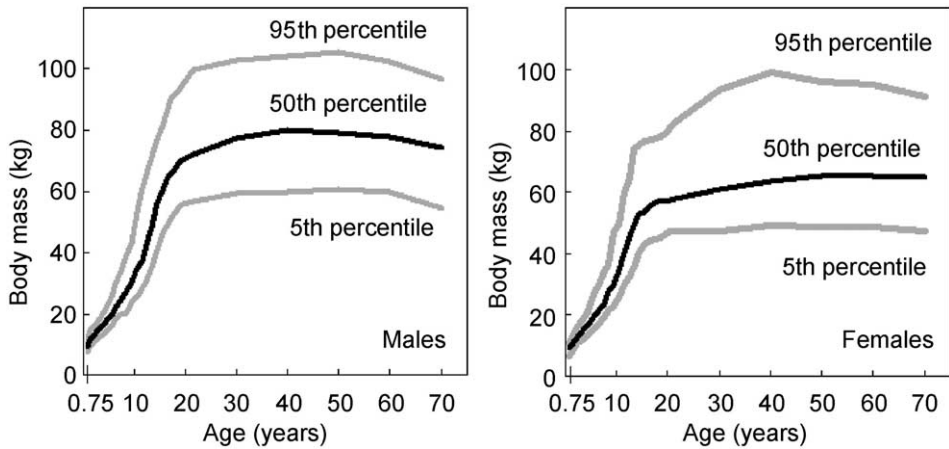 95th percentile
50th percentile
5th percentile
Males
Body mass (kg)
100
80
60
40
20
0
0.75 10 20 30 40 50 60 70
Age (years)
95th percentile
50th percentile
5th percentile
Females
Body mass (kg)
100
80
60
40
20
0
0.75 10 20 30 40 50 60 70
Age (years)